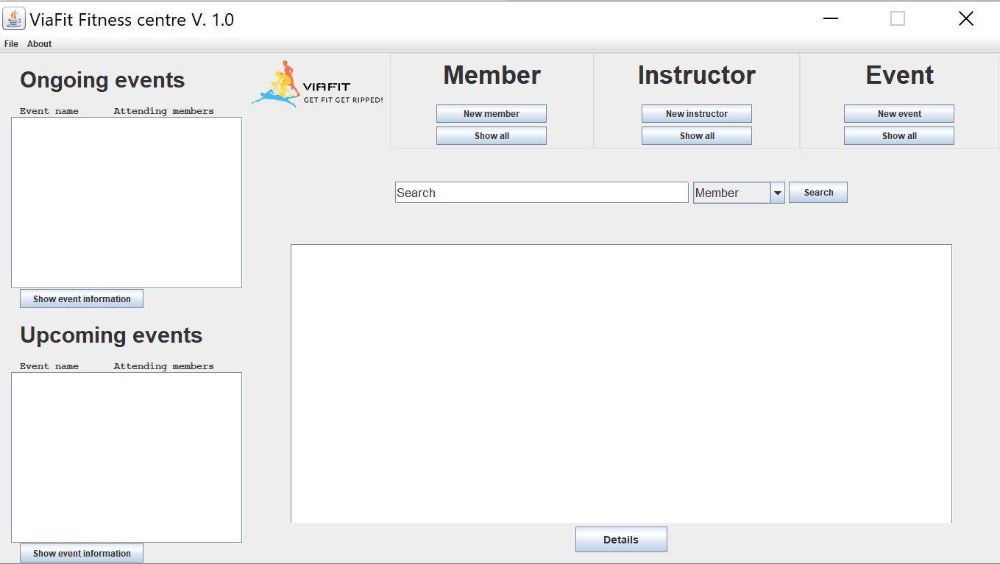 ViaFit Fitness centre V. 1.0
File About
Ongoing events
Event name Attending members
Show event information
Upcoming events
Event name Attending members
Show event information
VIAFIT
GET FIT GET RIPPED!
Member
New member
Show all
Instructor
New instructor
Show all
Event
New event
Show all
Search Member Search
Details